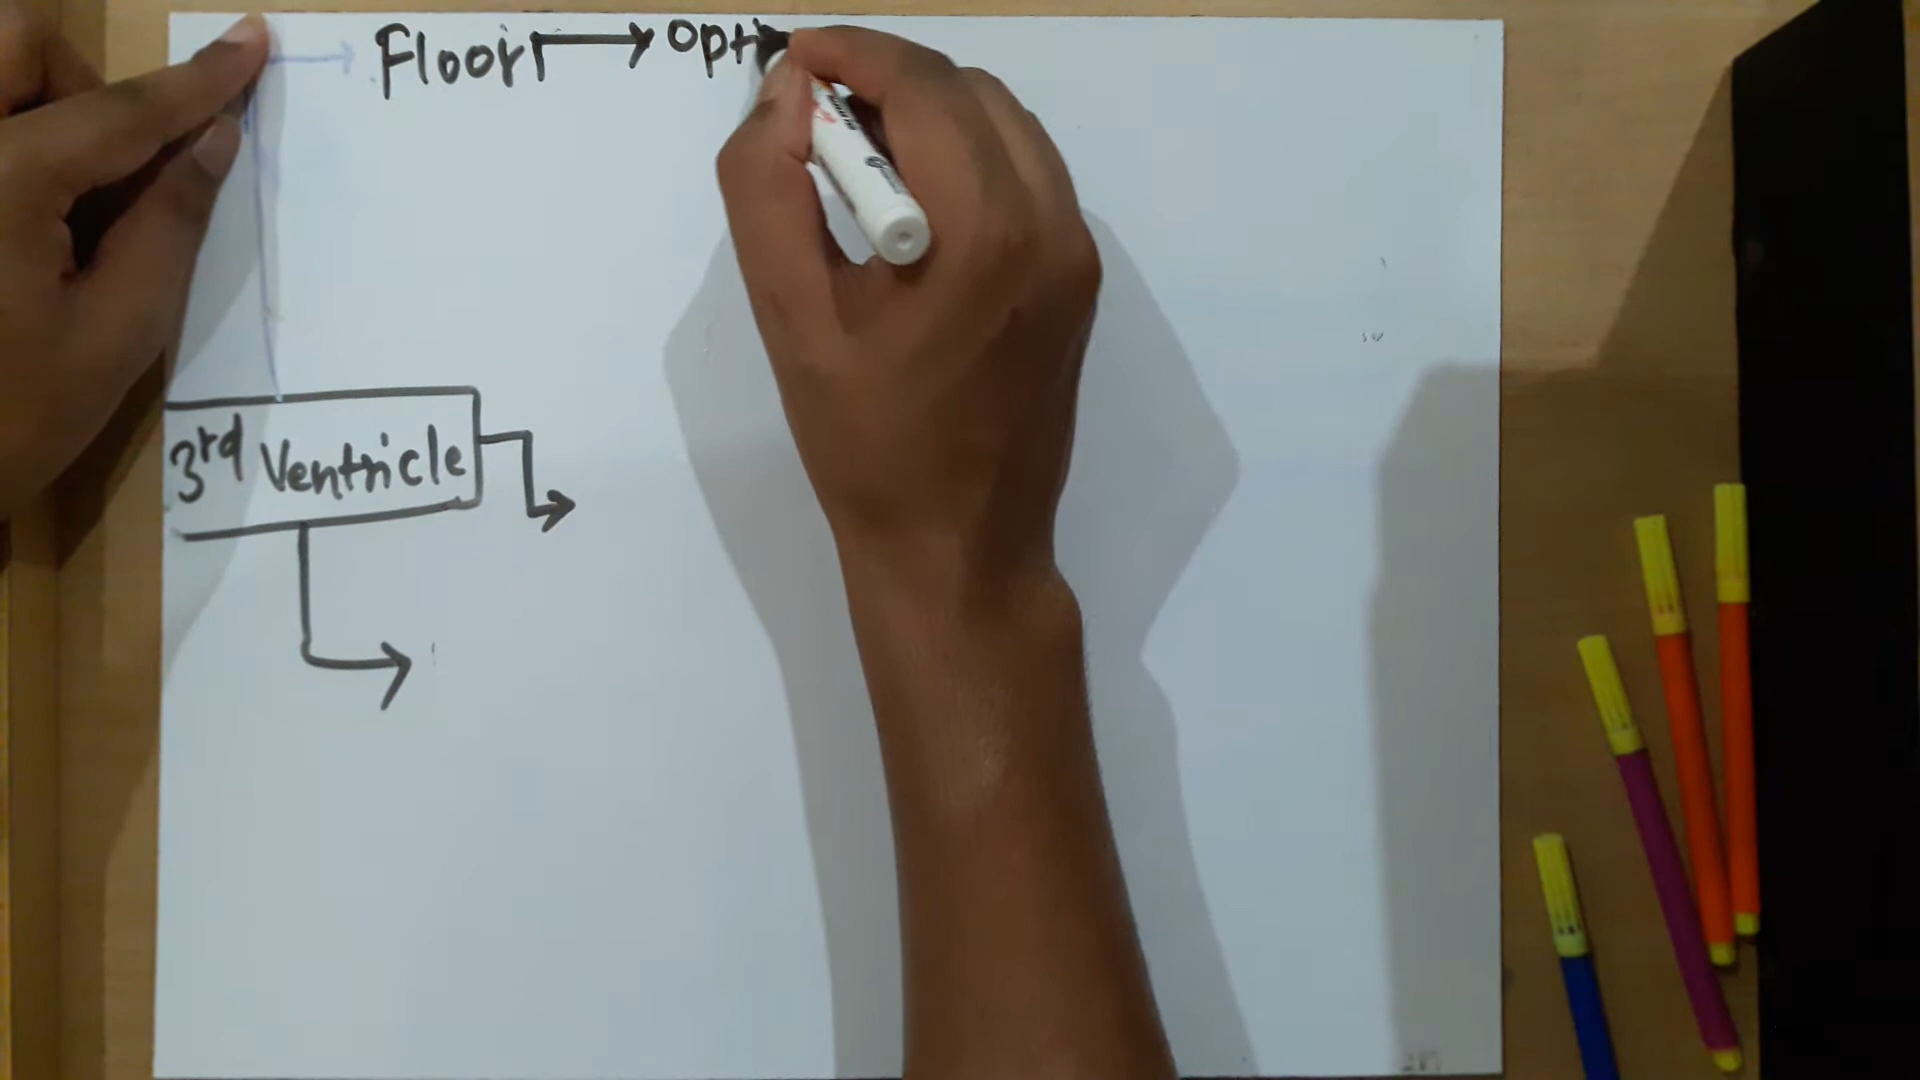 Floor → Opt
3rd Ventricle